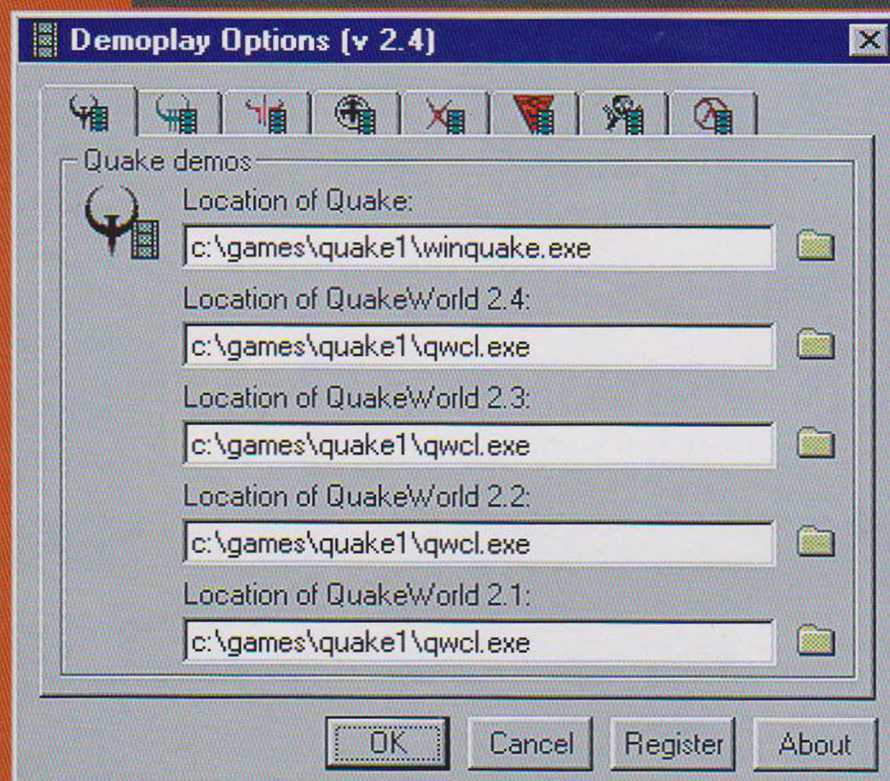 Demoplay Options (v 2.4)
Quake demos
Location of Quake:
c:\games\quake1\winquake.exe
Location of QuakeWorld 2.4:
c:\games\quake1\qwcl.exe
Location of QuakeWorld 2.3:
c:\games\quake1\qwcl.exe
Location of QuakeWorld 2.2:
c:\games\quake1\qwcl.exe
Location of QuakeWorld 2.1:
c:\games\quake1\qwcl.exe
OK Cancel Register About